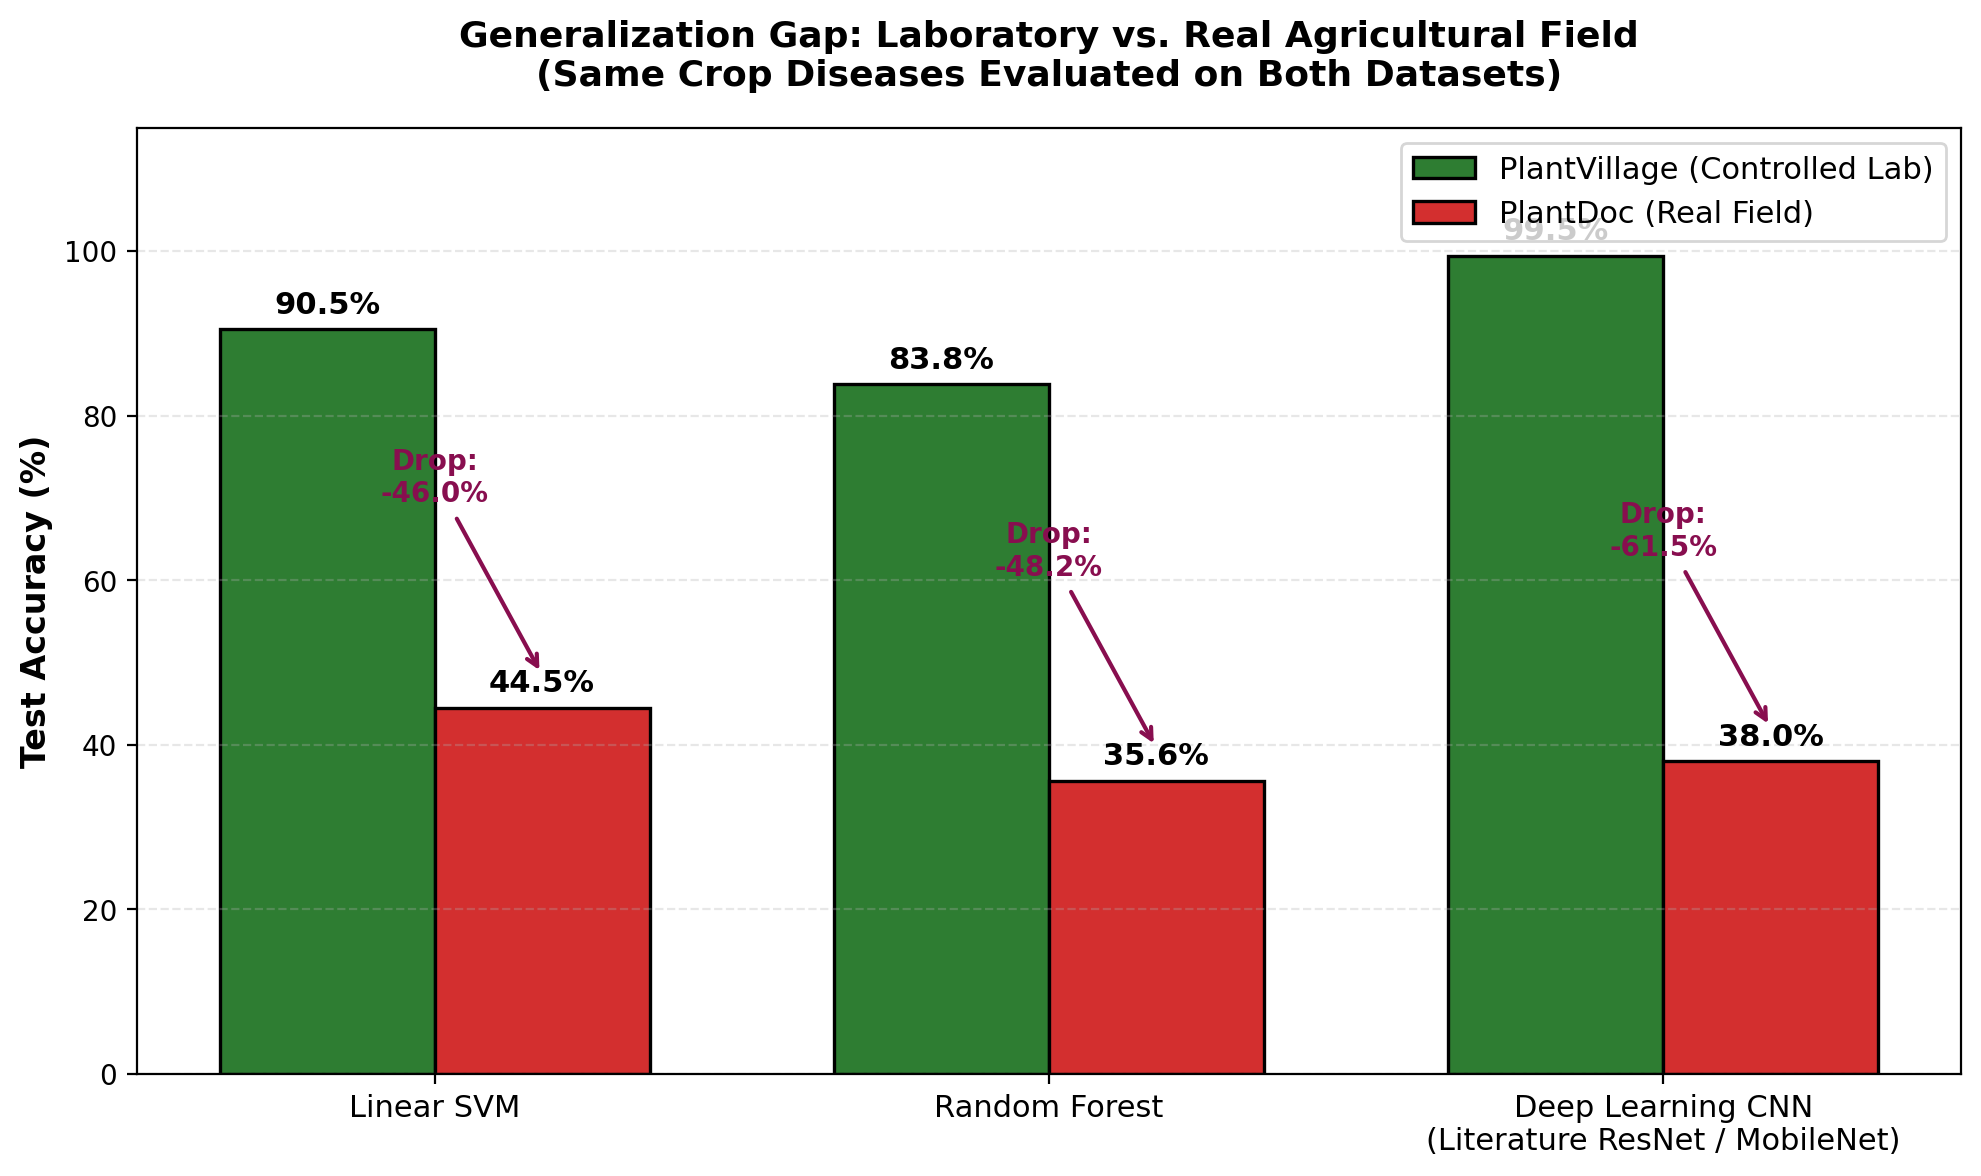 Generalization Gap: Laboratory vs. Real Agricultural Field
(Same Crop Diseases Evaluated on Both Datasets)
PlantVillage (Controlled Lab)
PlantDoc (Real Field)
Test Accuracy (%)
100
80
60
40
20
0
90.5%
Drop:
-46.0%
44.5%
83.8%
Drop:
-48.2%
35.6%
99.5%
Drop:
-61.5%
38.0%
Linear SVM
Random Forest
Deep Learning CNN
(Literature ResNet / MobileNet)